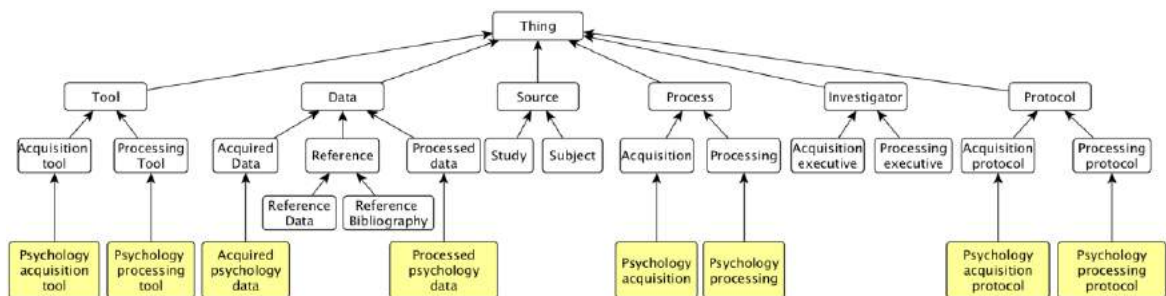 Thing
Tool
Data
Source
Process
Investigator
Protocol
Acquisition
tool
Processing
Tool
Acquired
Data
Reference
Processed
data
Study
Subject
Acquisition
Processing
Acquisition
executive
Processing
executive
Acquisition
protocol
Processing
protocol
Reference
Data
Reference
Bibliography
Psychology
acquisition
tool
Psychology
processing
tool
Acquired
psychology
data
Processed
psychology
data
Psychology
acquisition
Psychology
processing
Psychology
acquisition
protocol
Psychology
processing
protocol